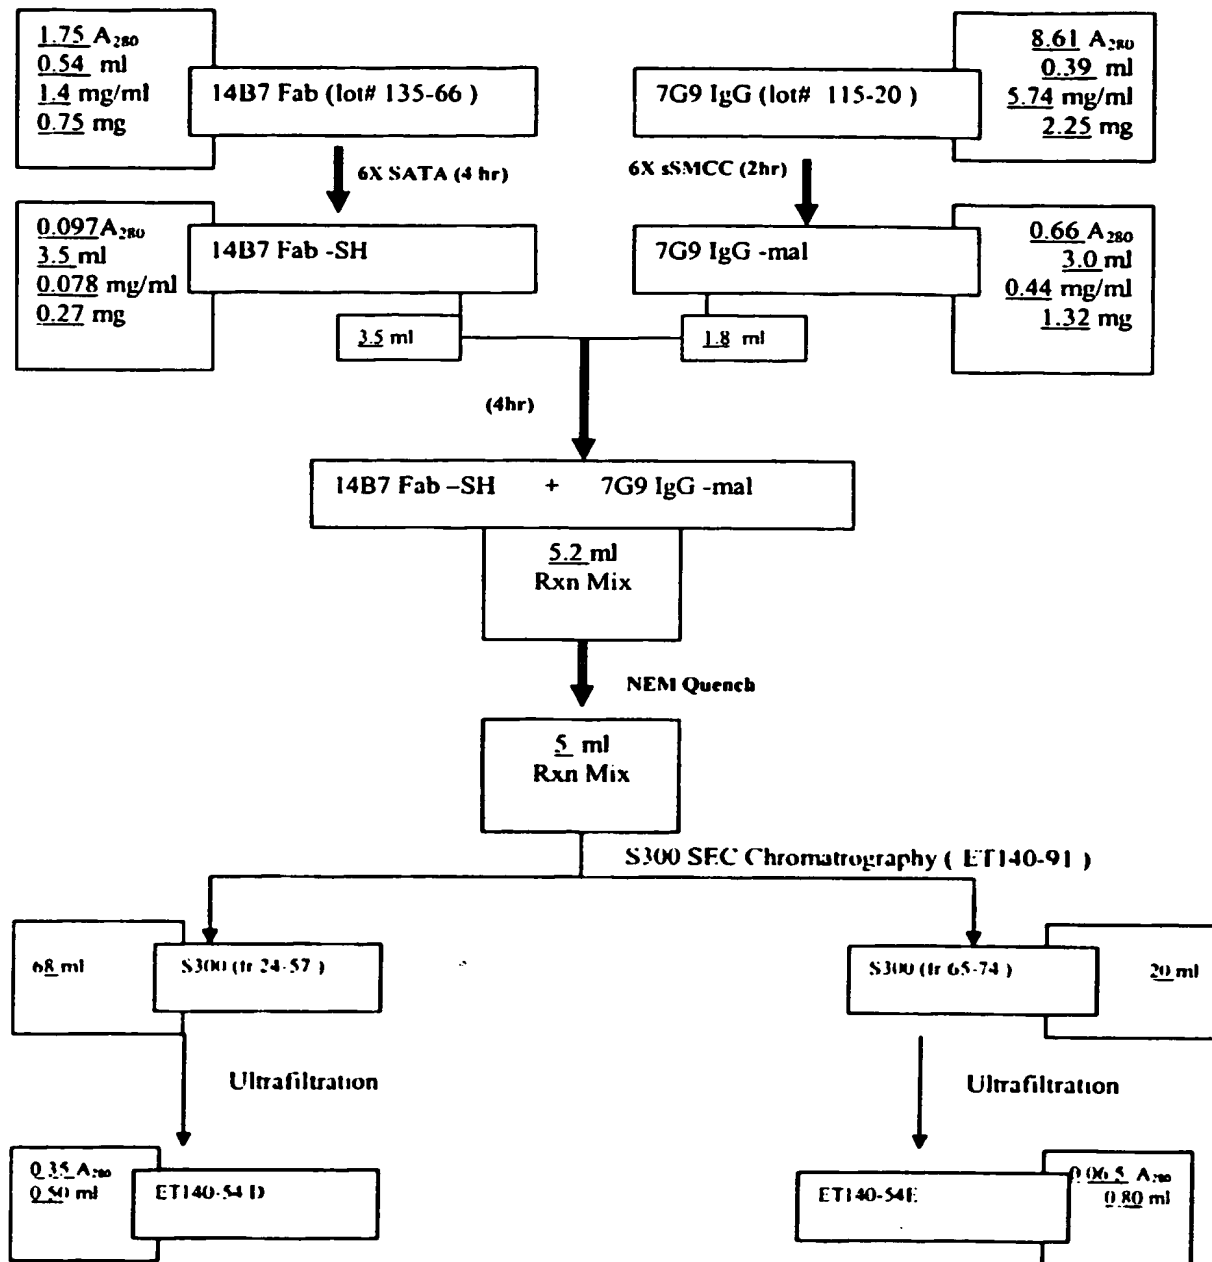 1.75 A280
0.54 ml
1.4 mg/ml
0.75 mg
14B7 Fab (lot# 135-66 )
7G9 IgG (lot# 115-20 )
8.61 A280
0.39 ml
5.74 mg/ml
2.25 mg
6X SATA (4 hr)
6X sSMCC (2hr)
0.097 A280
3.5 ml
0.078 mg/ml
0.27 mg
14B7 Fab -SH
7G9 IgG -mal
0.66 A280
3.0 ml
0.44 mg/ml
1.32 mg
3.5 ml
1.8 ml
(4hr)
14B7 Fab –SH + 7G9 IgG -mal
5.2 ml
Rxn Mix
NEM Quench
5 ml
Rxn Mix
S300 SEC Chromatrography ( ET140-91 )
68 ml
S300 (fr 24-57 )
S300 (fr 65-74 )
20 ml
Ultrafiltration
Ultrafiltration
0.35 A280
0.50 ml
ET140-54 D
ET140-54E
0.065 A280
0.80 ml